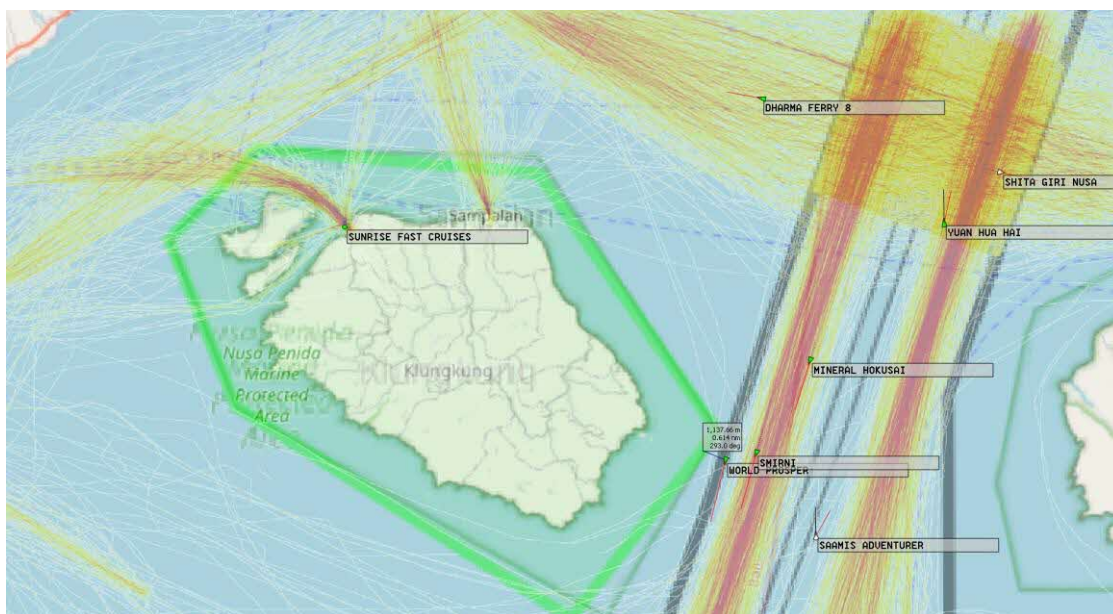 DHARMA FERRY 8
SHITA GIRI NUSA
Sampalan
SUNRISE FAST CRUISES
YUAN HUA HAI
Nusa Penida
Marine
Protected
Area
Klungkung
MINERAL HOKUSAI
1,137.66 m
0.614 nm
293.0 deg
SMIRNI
WORLD PROSPER
SAAMIS ADVENTURER